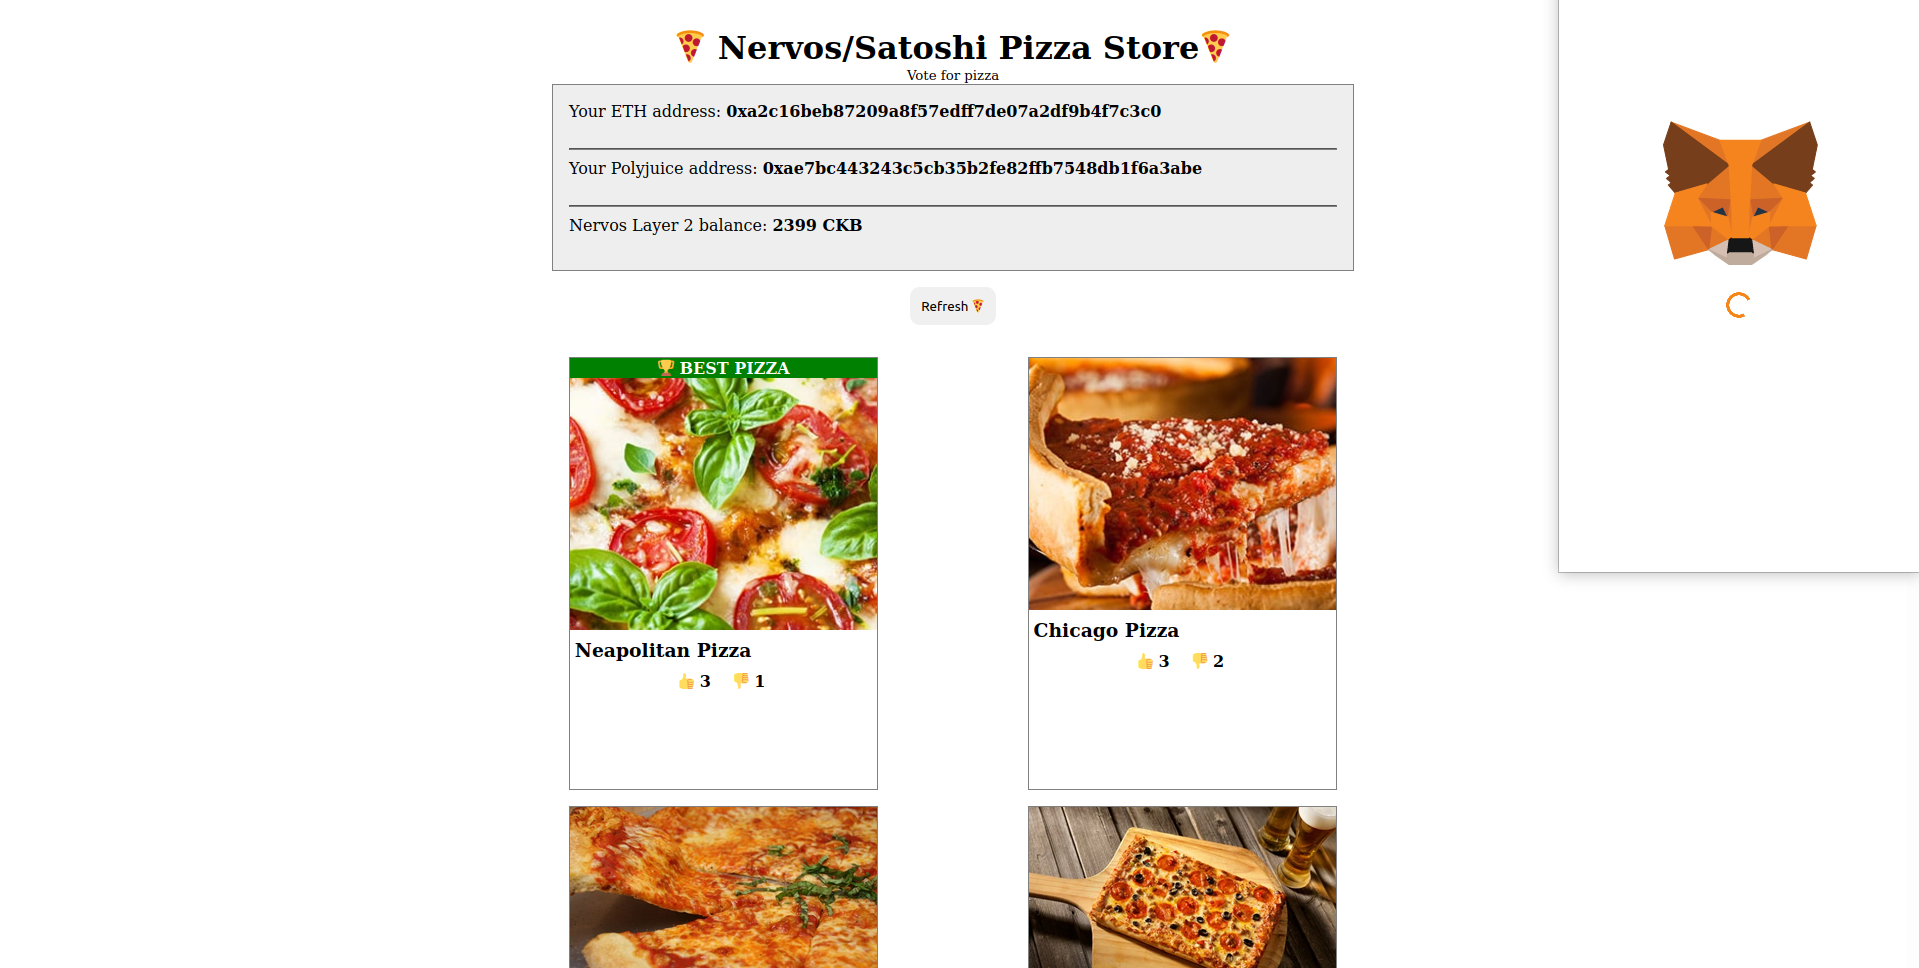 🍕 Nervos/Satoshi Pizza Store🍕
Vote for pizza
Your ETH address: 0xa2c16beb87209a8f57edff7de07a2df9b4f7c3c0
Your Polyjuice address: 0xae7bc443243c5cb35b2fe82ffb7548db1f6a3abe
Nervos Layer 2 balance: 2399 CKB
Refresh 🍕
🏆 BEST PIZZA
Neapolitan Pizza
👍 3 👎 1
Chicago Pizza
👍 3 👎 2